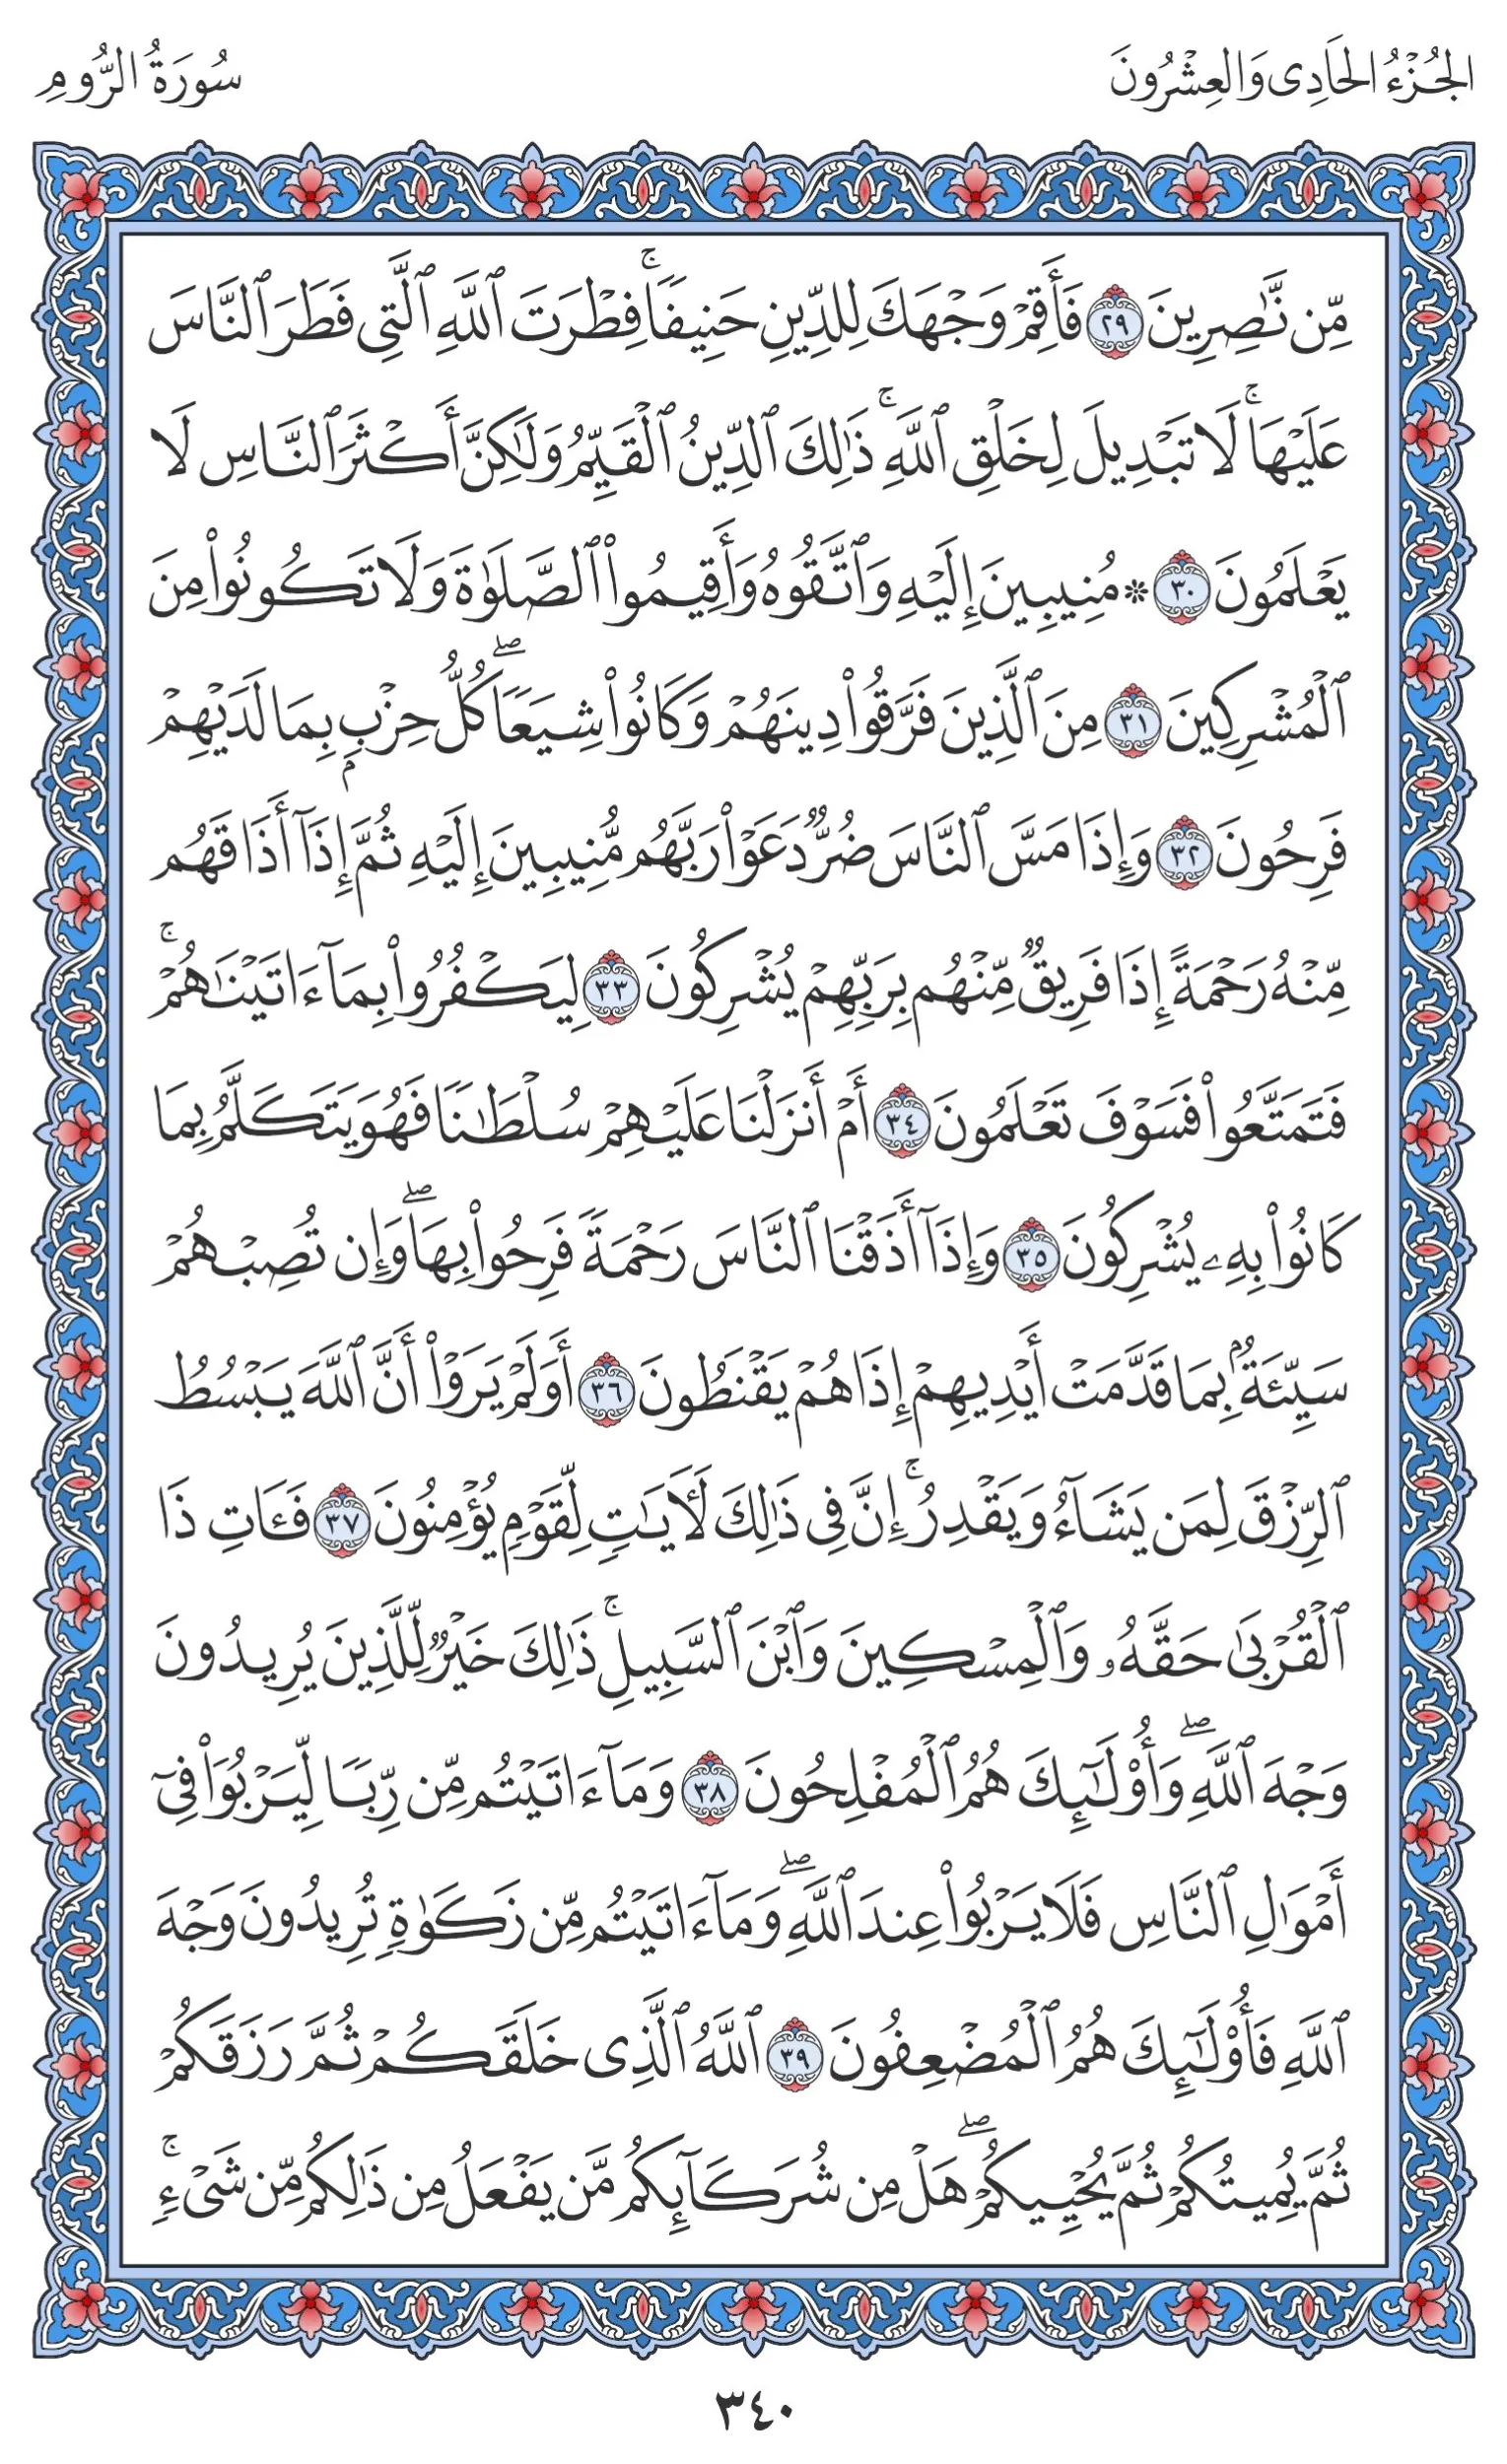 الجُزْءُ الحَادِى وَالعِشْرُونَ
سُورَةُ الرُّومِ
مِّن نَّٰصِرِينَ ٢٩ فَأَقِمْ وَجْهَكَ لِلدِّينِ حَنِيفًاۚ فِطْرَتَ ٱللَّهِ ٱلَّتِى فَطَرَ ٱلنَّاسَ
عَلَيْهَاۚ لَا تَبْدِيلَ لِخَلْقِ ٱللَّهِۚ ذَٰلِكَ ٱلدِّينُ ٱلْقَيِّمُ وَلَٰكِنَّ أَكْثَرَ ٱلنَّاسِ لَا
يَعْلَمُونَ ٣٠ * مُنِيبِينَ إِلَيْهِ وَٱتَّقُوهُ وَأَقِيمُوا۟ ٱلصَّلَوٰةَ وَلَا تَكُونُوا۟ مِنَ
ٱلْمُشْرِكِينَ ٣١ مِنَ ٱلَّذِينَ فَرَّقُوا۟ دِينَهُمْ وَكَانُوا۟ شِيَعًاۖ كُلُّ حِزْبٍۭ بِمَا لَدَيْهِمْ
فَرِحُونَ ٣٢ وَإِذَا مَسَّ ٱلنَّاسَ ضُرٌّ دَعَوْا۟ رَبَّهُم مُّنِيبِينَ إِلَيْهِ ثُمَّ إِذَآ أَذَاقَهُم
مِّنْهُ رَحْمَةً إِذَا فَرِيقٌ مِّنْهُم بِرَبِّهِمْ يُشْرِكُونَ ٣٣ لِيَكْفُرُوا۟ بِمَآ ءَاتَيْنَٰهُمْۚ
فَتَمَتَّعُوا۟ فَسَوْفَ تَعْلَمُونَ ٣٤ أَمْ أَنزَلْنَا عَلَيْهِمْ سُلْطَٰنًا فَهُوَ يَتَكَلَّمُ بِمَا
كَانُوا۟ بِهِۦ يُشْرِكُونَ ٣٥ وَإِذَآ أَذَقْنَا ٱلنَّاسَ رَحْمَةً فَرِحُوا۟ بِهَاۖ وَإِن تُصِبْهُمْ
سَيِّئَةٌۢ بِمَا قَدَّمَتْ أَيْدِيهِمْ إِذَا هُمْ يَقْنَطُونَ ٣٦ أَوَلَمْ يَرَوْا۟ أَنَّ ٱللَّهَ يَبْسُطُ
ٱلرِّزْقَ لِمَن يَشَآءُ وَيَقْدِرُۚ إِنَّ فِى ذَٰلِكَ لَءَايَٰتٍ لِّقَوْمٍ يُؤْمِنُونَ ٣٧ فَـَٔاتِ ذَا
ٱلْقُرْبَىٰ حَقَّهُۥ وَٱلْمِسْكِينَ وَٱبْنَ ٱلسَّبِيلِۚ ذَٰلِكَ خَيْرٌ لِّلَّذِينَ يُرِيدُونَ
وَجْهَ ٱللَّهِۖ وَأُو۟لَٰٓئِكَ هُمُ ٱلْمُفْلِحُونَ ٣٨ وَمَآ ءَاتَيْتُم مِّن رِّبًا لِّيَرْبُوَا۟ فِىٓ
أَمْوَٰلِ ٱلنَّاسِ فَلَا يَرْبُوا۟ عِندَ ٱللَّهِۖ وَمَآ ءَاتَيْتُم مِّن زَكَوٰةٍ تُرِيدُونَ وَجْهَ
ٱللَّهِ فَأُو۟لَٰٓئِكَ هُمُ ٱلْمُضْعِفُونَ ٣٩ ٱللَّهُ ٱلَّذِى خَلَقَكُمْ ثُمَّ رَزَقَكُمْ
ثُمَّ يُمِيتُكُمْ ثُمَّ يُحْيِيكُمْۖ هَلْ مِن شُرَكَآئِكُم مَّن يَفْعَلُ مِن ذَٰلِكُم مِّن شَىْءٍۚ
٣٤٠